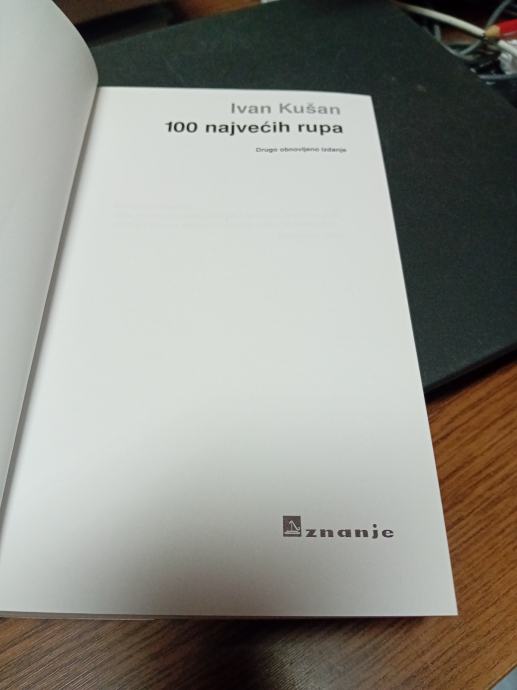 Ivan Kušan
100 najvećih rupa
Drugo obnovljeno izdanje
znanje